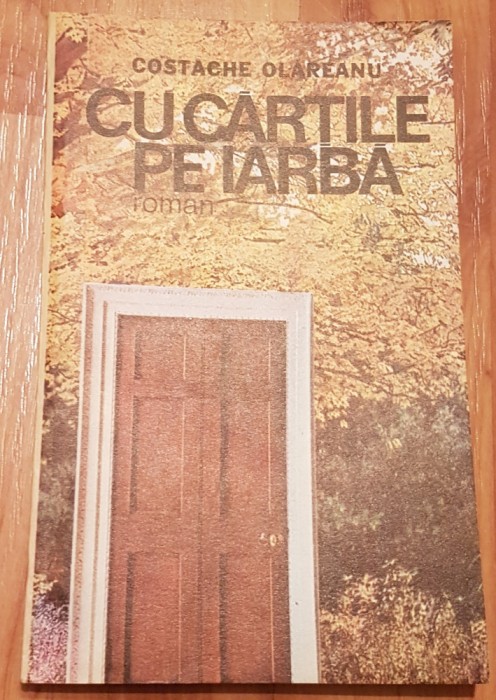 COSTACHE OLĂREANU
CU CĂRȚILE
PE IARBĂ
roman